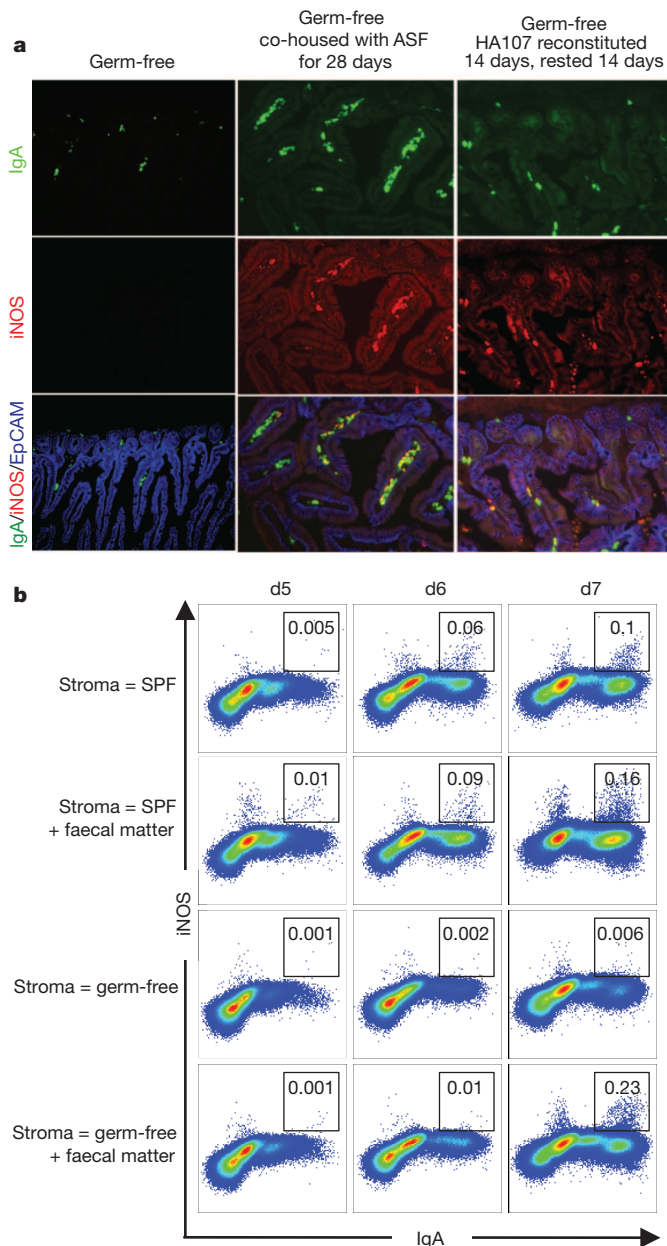 a
Germ-free
Germ-free
co-housed with ASF
for 28 days
Germ-free
HA107 reconstituted
14 days, rested 14 days
IgA
iNOS
IgA/iNOS/EpCAM
b
d5
d6
d7
Stroma = SPF
0.005
0.06
0.1
Stroma = SPF
+ faecal matter
0.01
0.09
0.16
iNOS
Stroma = germ-free
0.001
0.002
0.006
Stroma = germ-free
+ faecal matter
0.001
0.01
0.23
IgA